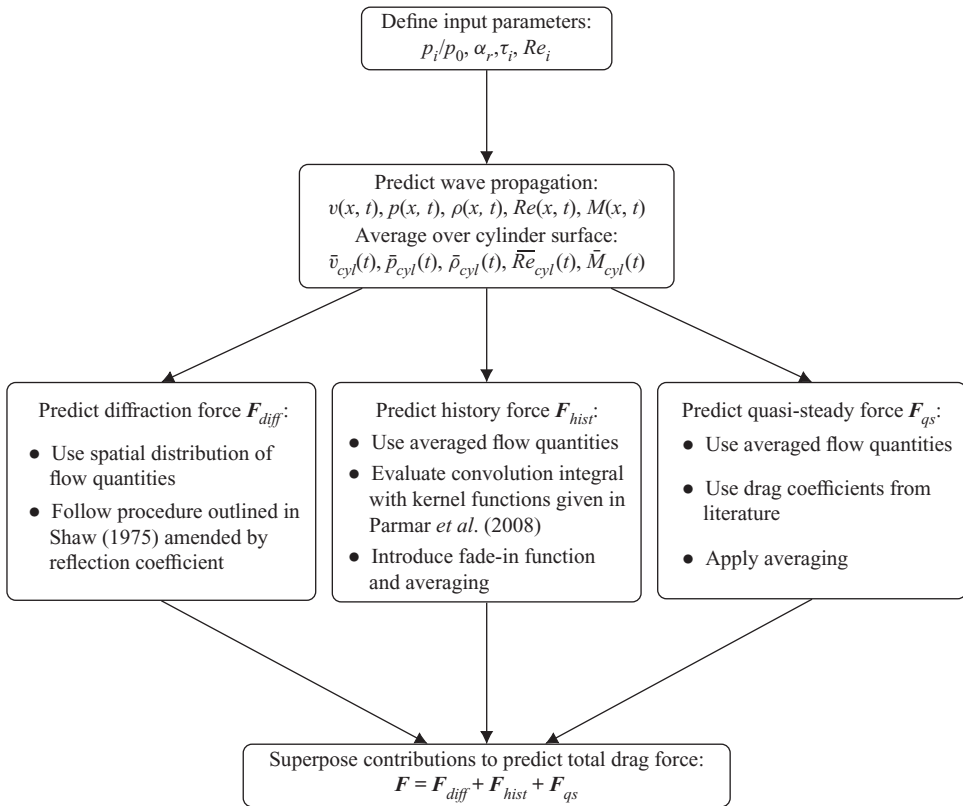 Define input parameters:
p_i/p_0, α_r,τ_i, Re_i
Predict wave propagation:
υ(x, t), p(x, t), ρ(x, t), Re(x, t), M(x, t)
Average over cylinder surface:
ῡ_cyl(t), p̄_cyl(t), ρ̄_cyl(t), R̅e̅_cyl(t), M̄_cyl(t)
Predict diffraction force F_diff:
● Use spatial distribution of
flow quantities
● Follow procedure outlined in
Shaw (1975) amended by
reflection coefficient
Predict history force F_hist:
● Use averaged flow quantities
● Evaluate convolution integral
with kernel functions given in
Parmar et al. (2008)
● Introduce fade-in function
and averaging
Predict quasi-steady force F_qs:
● Use averaged flow quantities
● Use drag coefficients from
literature
● Apply averaging
Superpose contributions to predict total drag force:
F = F_diff + F_hist + F_qs